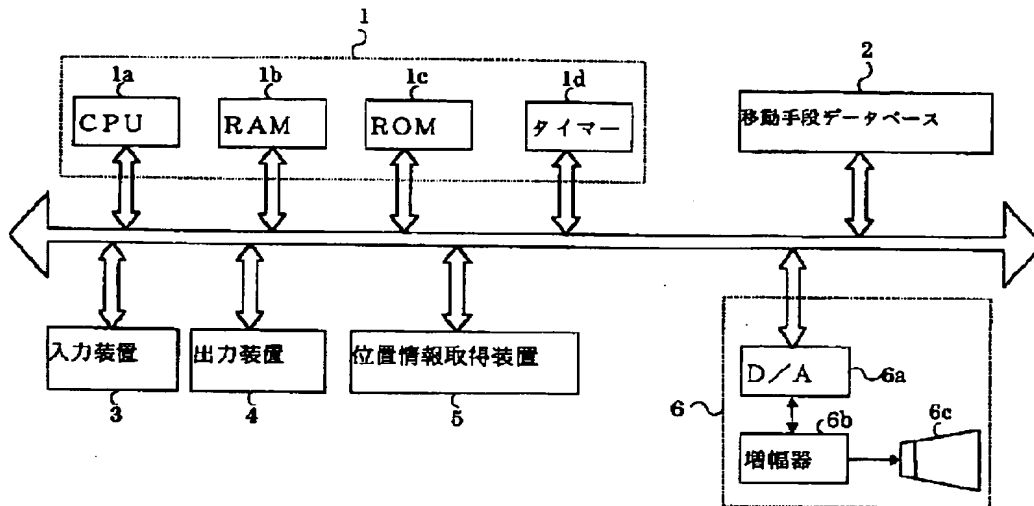 1
1a
1b
1c
1d
2
CPU
RAM
ROM
タイマー
移動手段データベース
入力装置
出力装置
位置情報取得装置
3
4
5
D/A
6a
6
6b
6c
増幅器